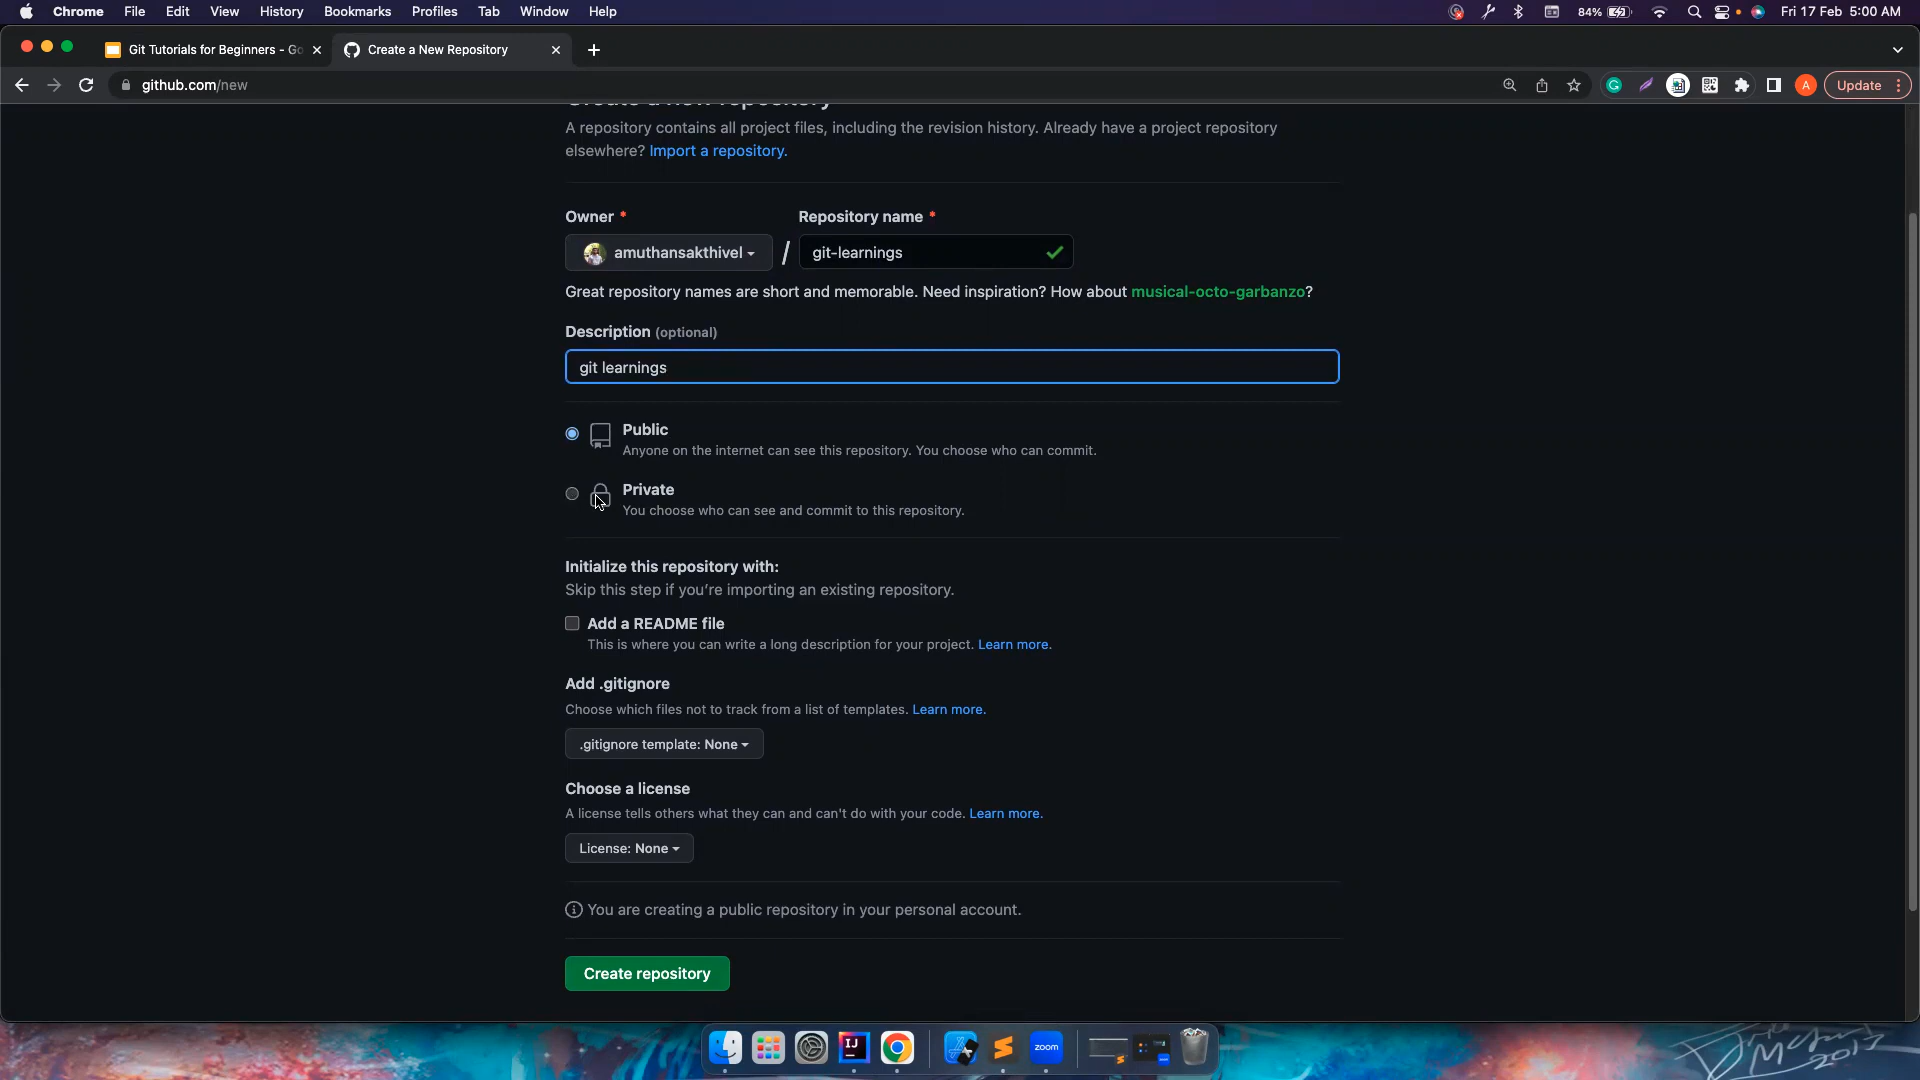 Chrome File Edit View History Bookmarks Profiles Tab Window Help 84% Fri 17 Feb 5:00 AM
Git Tutorials for Beginners - Go Create a New Repository
github.com/new A Update
Create a new repository
A repository contains all project files, including the revision history. Already have a project repository
elsewhere? Import a repository.
Owner * Repository name *
amuthansakthivel / git-learnings
Great repository names are short and memorable. Need inspiration? How about musical-octo-garbanzo?
Description (optional)
git learnings
Public
Anyone on the internet can see this repository. You choose who can commit.
Private
You choose who can see and commit to this repository.
Initialize this repository with:
Skip this step if you're importing an existing repository.
Add a README file
This is where you can write a long description for your project. Learn more.
Add .gitignore
Choose which files not to track from a list of templates. Learn more.
.gitignore template: None
Choose a license
A license tells others what they can and can't do with your code. Learn more.
License: None
You are creating a public repository in your personal account.
Create repository
IJ zoom
2017